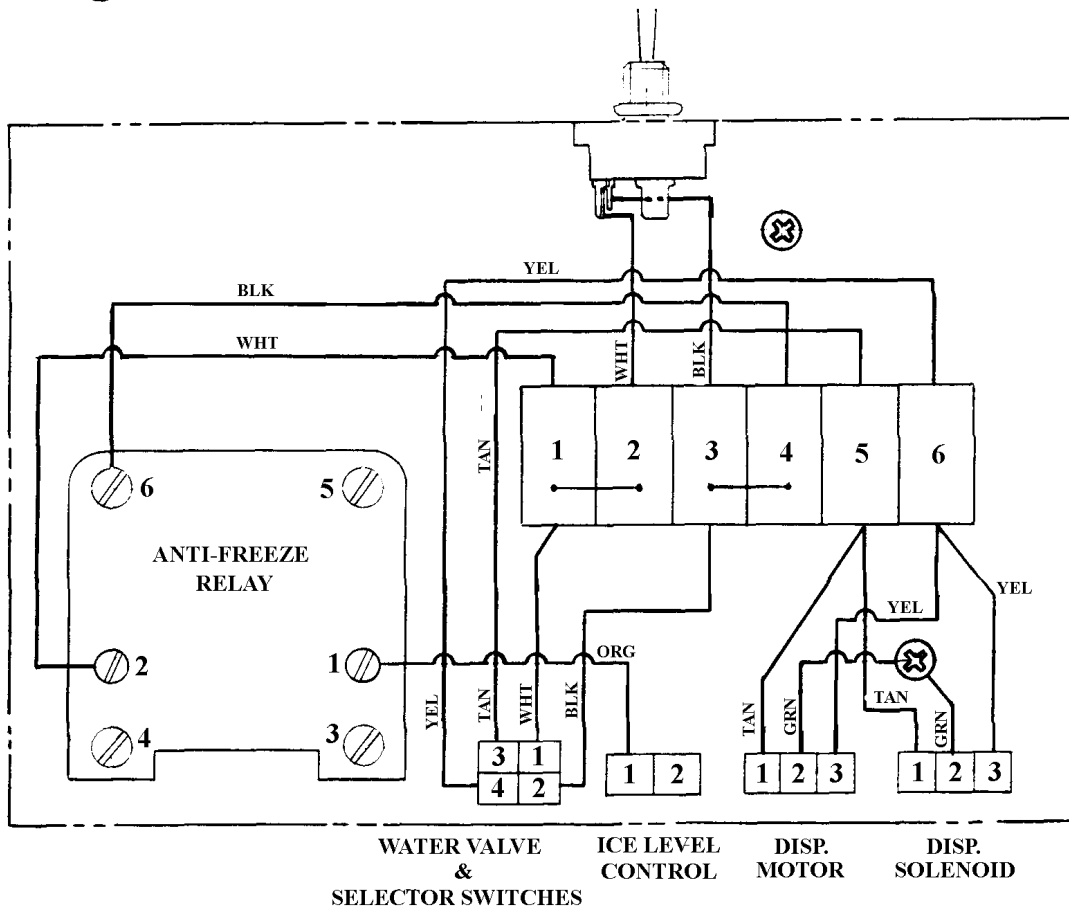 YEL
BLK
WHT
WHT
BLK
TAN
1 2 3 4 5 6
6 5
ANTI-FREEZE
RELAY
2 1
4 3
ORG
YEL
TAN
WHT
BLK
YEL
YEL
TAN
GRN
TAN
GRN
3 1
4 2
1 2
1 2 3
1 2 3
WATER VALVE
&
SELECTOR SWITCHES
ICE LEVEL
CONTROL
DISP.
MOTOR
DISP.
SOLENOID